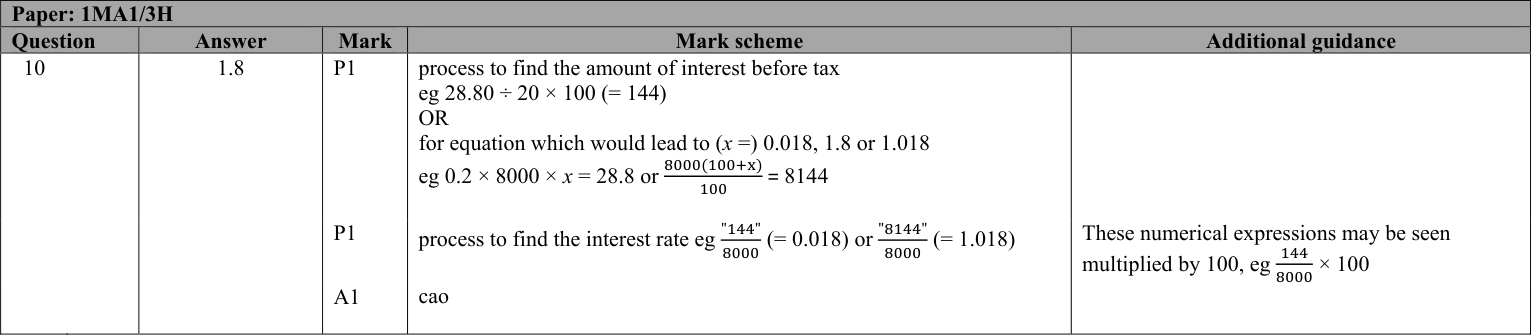 Paper: 1MA1/3H
Question Answer Mark Mark scheme Additional guidance
10 1.8 P1 process to find the amount of interest before tax
eg 28.80 ÷ 20 × 100 (= 144)
OR
for equation which would lead to (x =) 0.018, 1.8 or 1.018
eg 0.2 × 8000 × x = 28.8 or 8000(100+x)/100 = 8144
P1 process to find the interest rate eg "144"/8000 (= 0.018) or "8144"/8000 (= 1.018) These numerical expressions may be seen
multiplied by 100, eg 144/8000 × 100
A1 cao